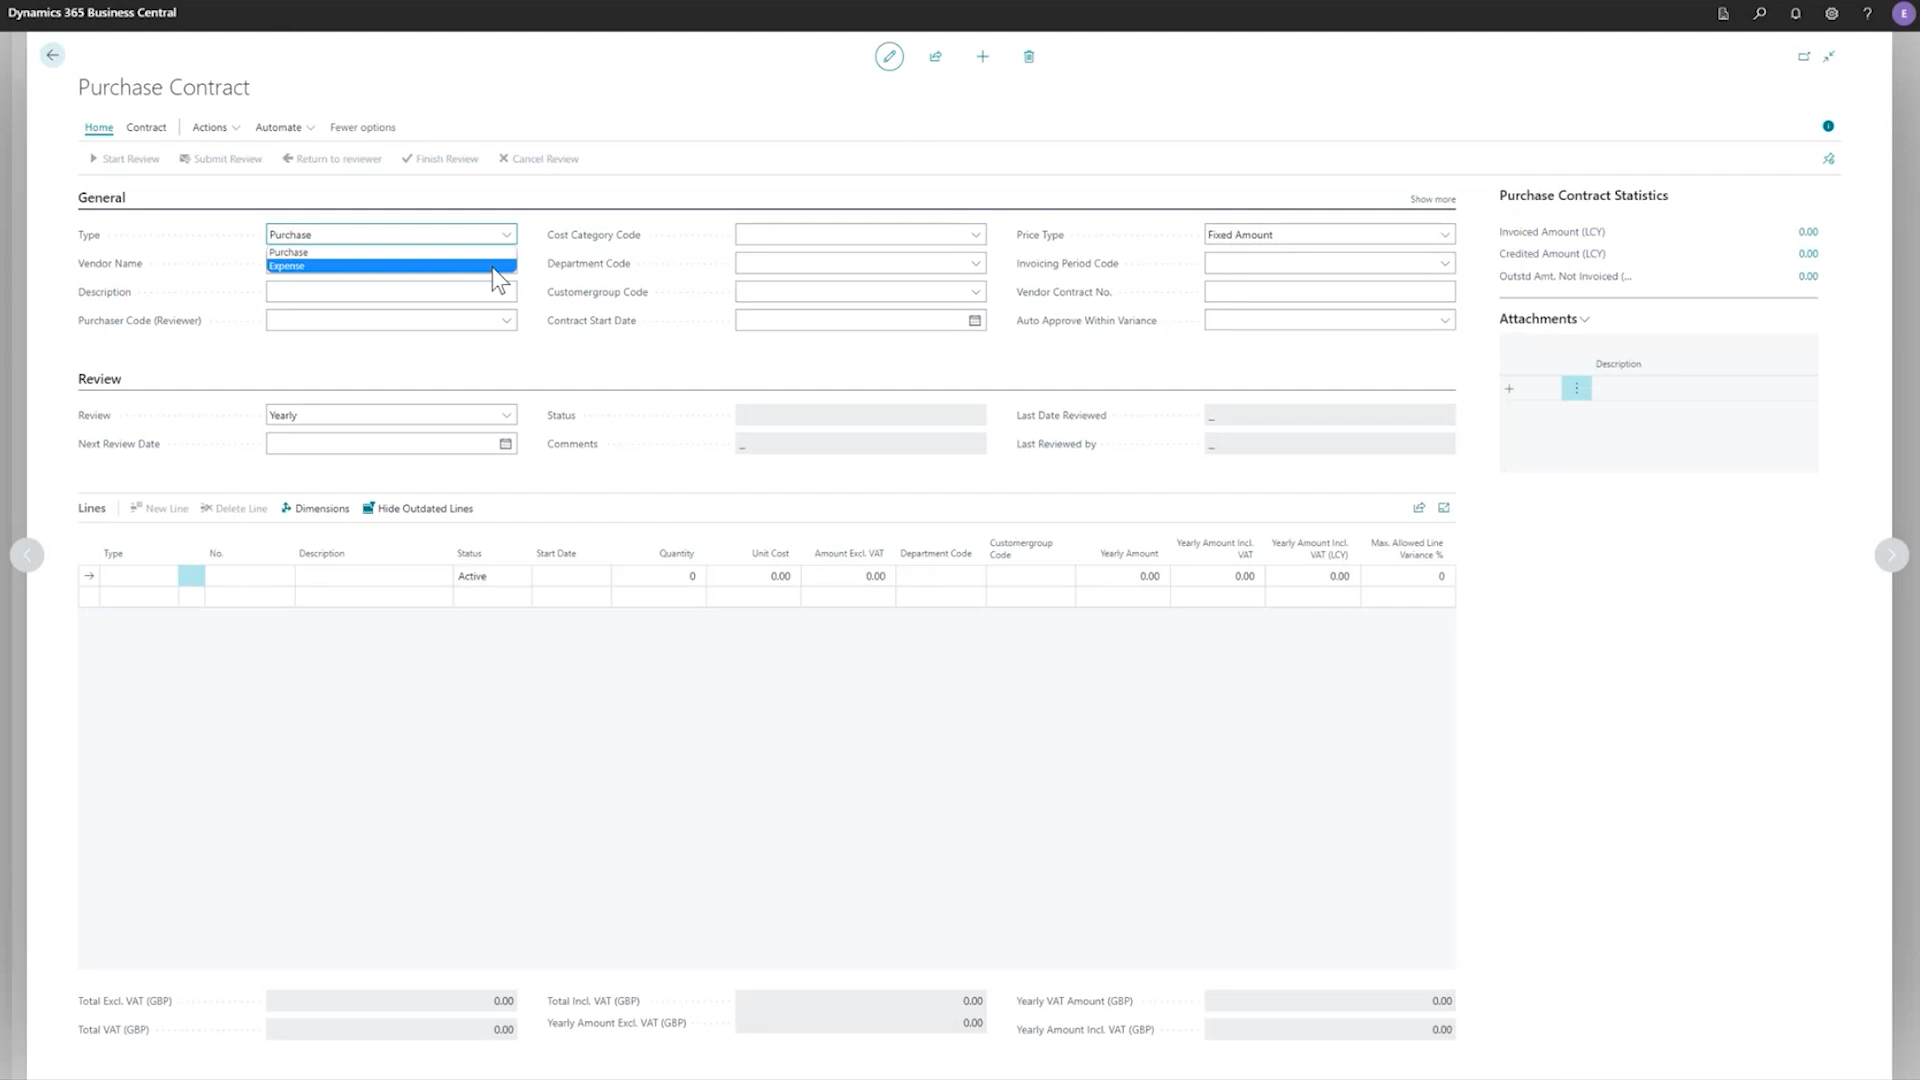 Dynamics 365 Business Central
E
Purchase Contract
Home Contract Actions Automate Fewer options
Start Review Submit Review Return to reviewer Finish Review Cancel Review
General Show more
Type Purchase Cost Category Code Price Type Fixed Amount
Purchase
Expense
Vendor Name Department Code Invoicing Period Code
Description Customergroup Code Vendor Contract No.
Purchaser Code (Reviewer) Contract Start Date Auto Approve Within Variance
Purchase Contract Statistics
Invoiced Amount (LCY) 0.00
Credited Amount (LCY) 0.00
Outstd Amt. Not Invoiced (... 0.00
Attachments
Description
Review
Review Yearly Status Last Date Reviewed _
Next Review Date Comments _ Last Reviewed by _
Lines New Line Delete Line Dimensions Hide Outdated Lines
Type No. Description Status Start Date Quantity Unit Cost Amount Excl. VAT Department Code Customergroup Code Yearly Amount Yearly Amount Incl. VAT Yearly Amount Incl. VAT (LCY) Max. Allowed Line Variance %
Active 0 0.00 0.00 0.00 0.00 0.00 0
Total Excl. VAT (GBP) 0.00 Total Incl. VAT (GBP) 0.00 Yearly VAT Amount (GBP) 0.00
Total VAT (GBP) 0.00 Yearly Amount Excl. VAT (GBP) 0.00 Yearly Amount Incl. VAT (GBP) 0.00